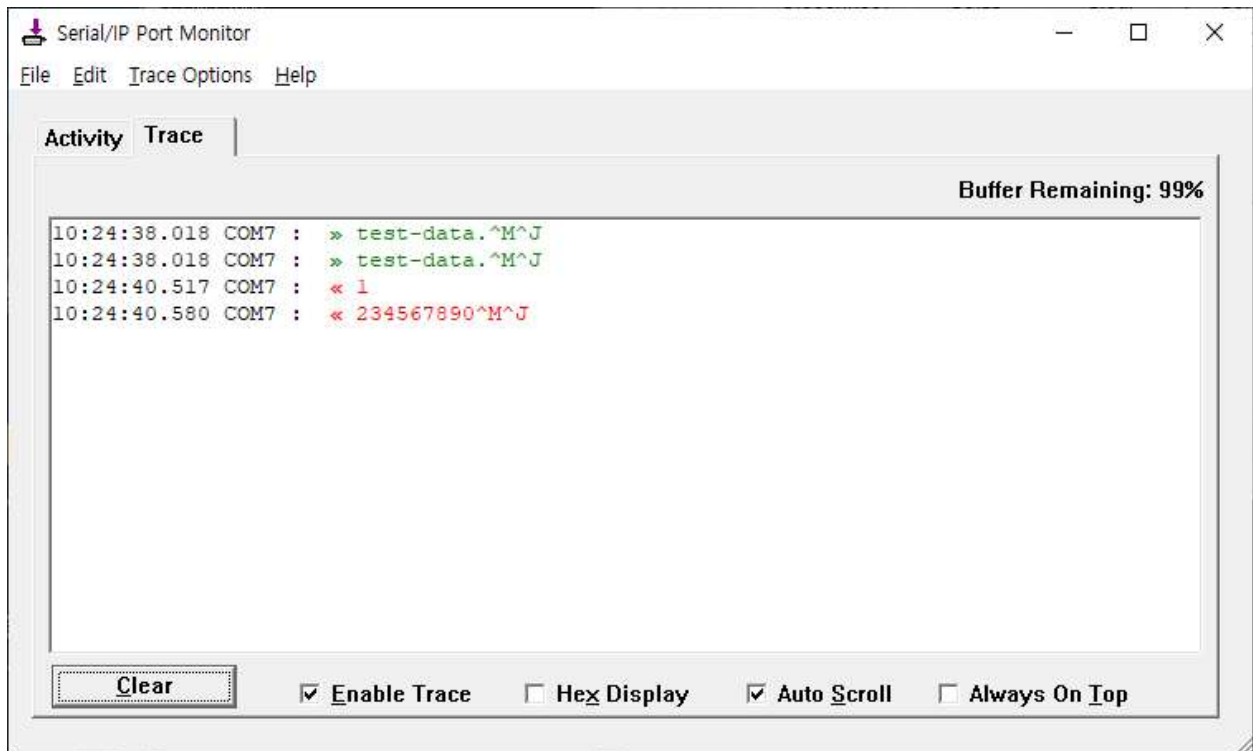 Serial/IP Port Monitor
File Edit Trace Options Help
Activity Trace
Buffer Remaining: 99%
10:24:38.018 COM7 : » test-data.^M^J
10:24:38.018 COM7 : » test-data.^M^J
10:24:40.517 COM7 : « 1
10:24:40.580 COM7 : « 234567890^M^J
Clear Enable Trace Hex Display Auto Scroll Always On Top